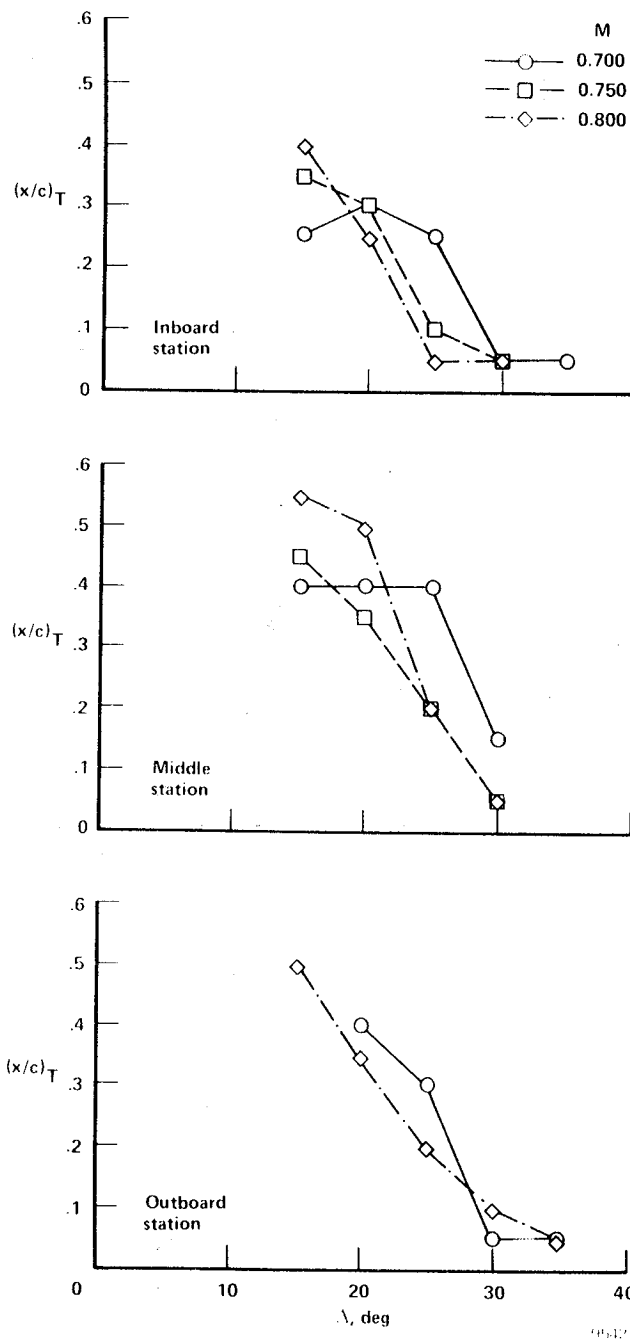 M
0.700
0.750
0.800
.6
.5
.4
(x/c)T
.3
.2
.1
Inboard
station
0
.6
.5
.4
(x/c)T
.3
.2
.1
Middle
station
0
.6
.5
.4
(x/c)T
.3
.2
.1
Outboard
station
0
0 10 20 30 40
Λ, deg